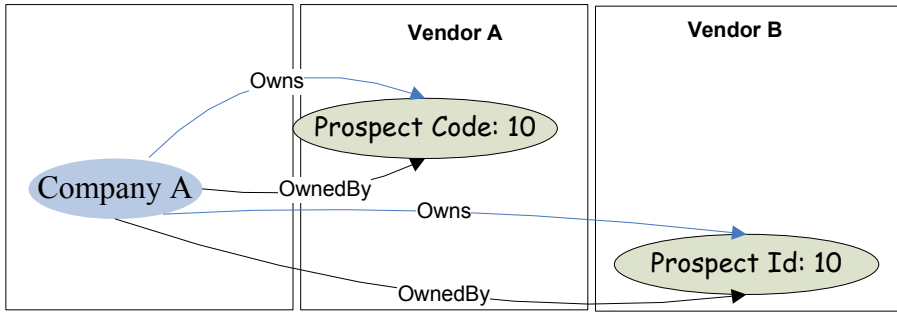 Vendor A
Vendor B
Owns
Prospect Code: 10
Company A
OwnedBy
Owns
Prospect Id: 10
OwnedBy